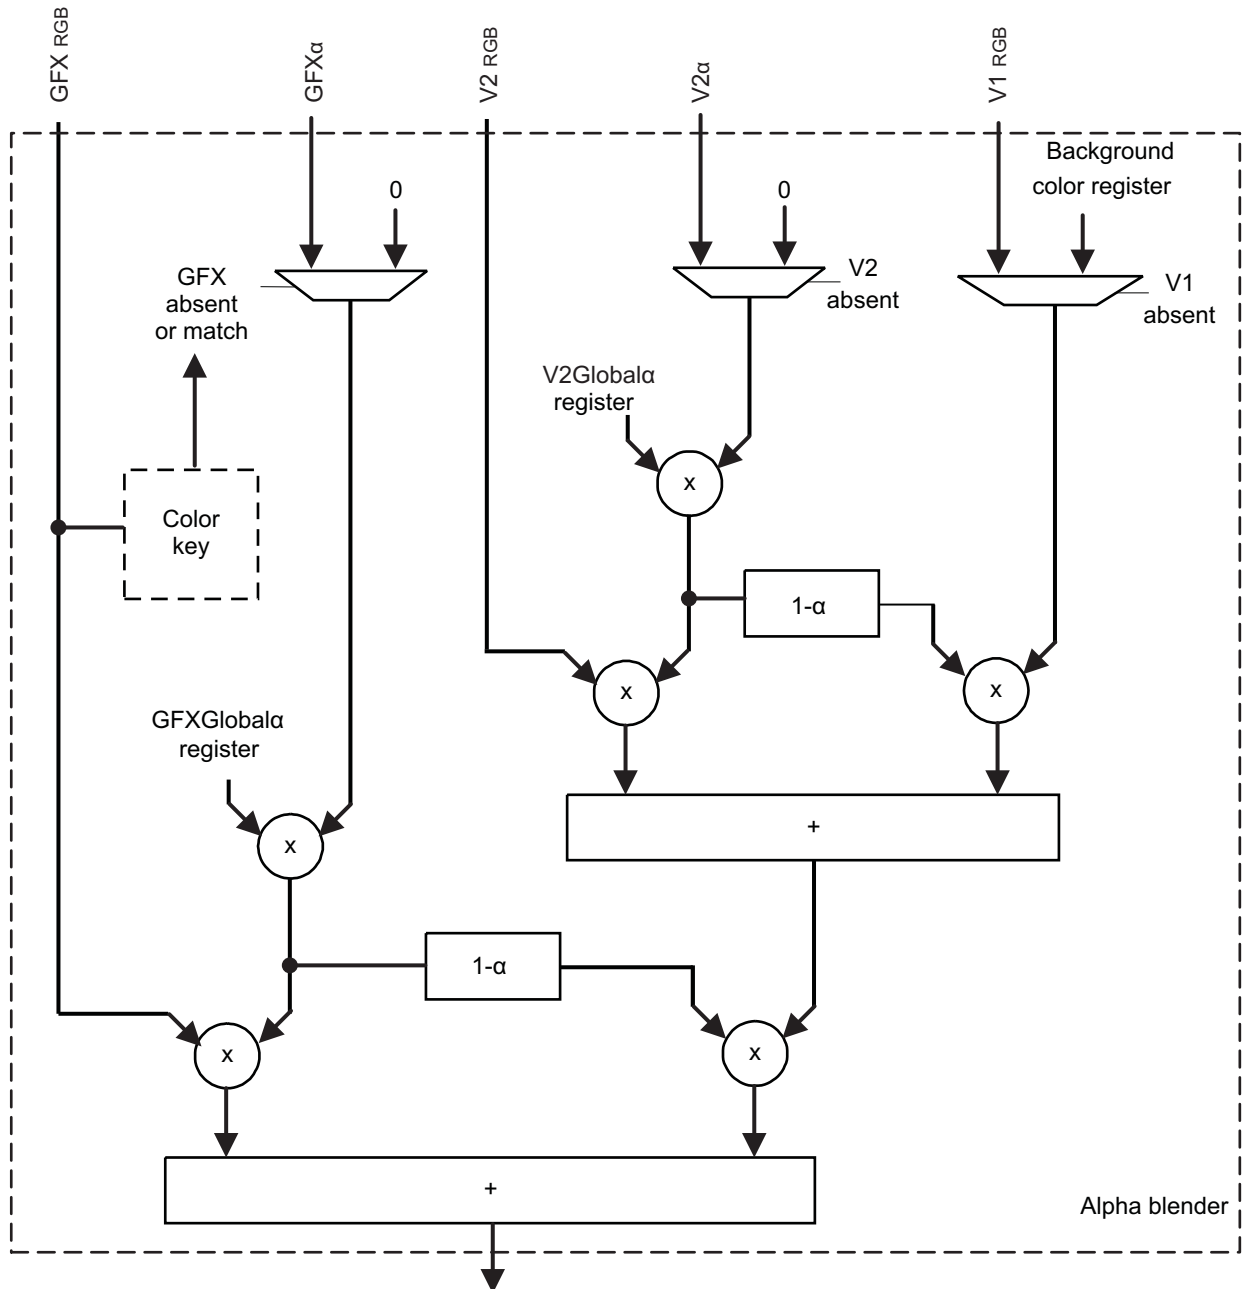 GFX RGB
GFXα
V2 RGB
V2α
V1 RGB
Background
color register
0
0
GFX
absent
or match
V2
absent
V1
absent
V2Globalα
register
x
Color
key
1-α
x
x
GFXGlobalα
register
+
x
1-α
x
x
+
Alpha blender